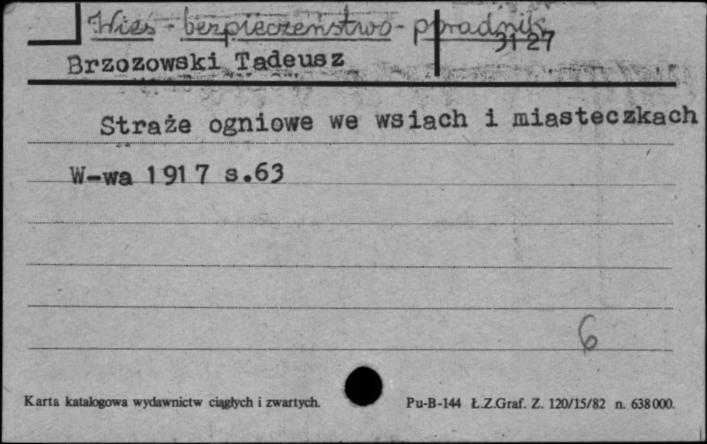 Wieś - bezpieczeństwo - poradnik
3127
Brzozowski Tadeusz
Straże ogniowe we wsiach i miasteczkach
W-wa 1917 s.63
6
Karta katalogowa wydawnictw ciągłych i zwartych. Pu-B-144 Ł.Z.Graf. Z. 120/15/82 n. 638000.